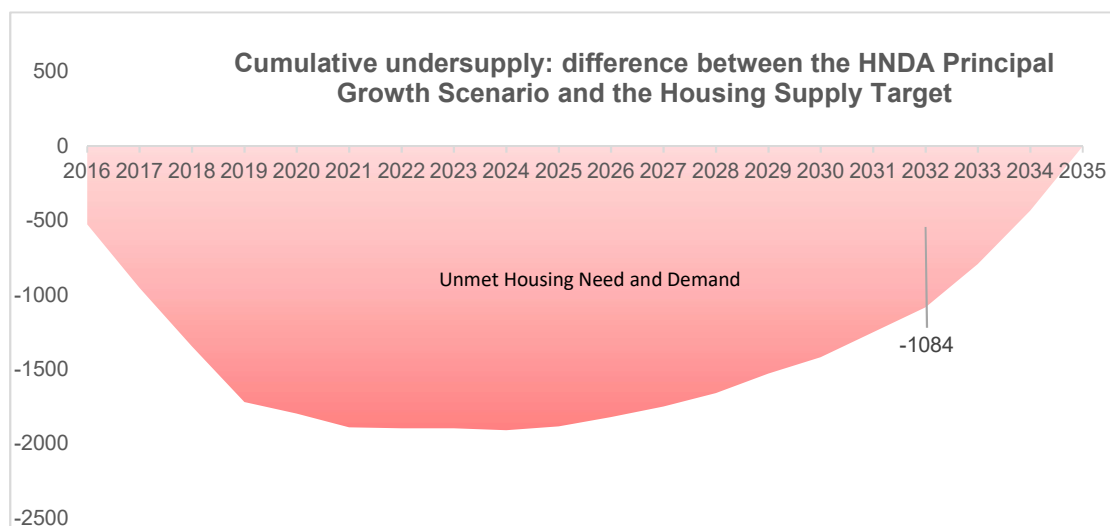 Cumulative undersupply: difference between the HNDA Principal
Growth Scenario and the Housing Supply Target
500
0
2016 2017 2018 2019 2020 2021 2022 2023 2024 2025 2026 2027 2028 2029 2030 2031 2032 2033 2034 2035
-500
Unmet Housing Need and Demand
-1000
-1084
-1500
-2000
-2500